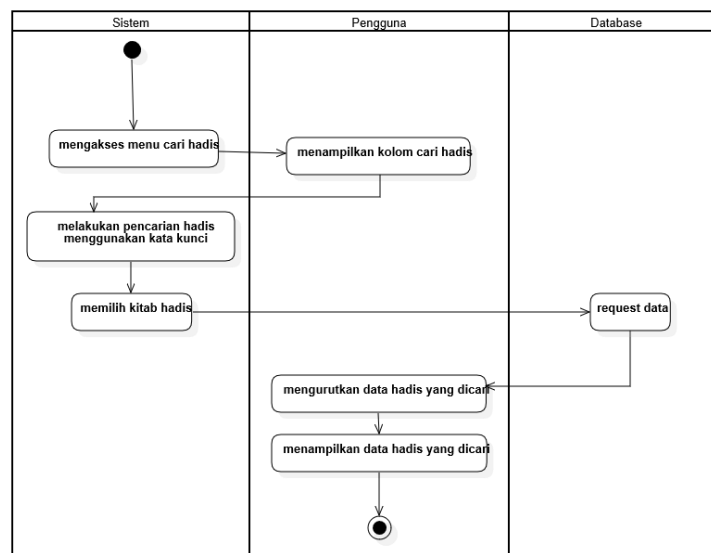 Sistem
Pengguna
Database
mengakses menu cari hadis
menampilkan kolom cari hadis
melakukan pencarian hadis
menggunakan kata kunci
memilih kitab hadis
request data
mengurutkan data hadis yang dicari
menampilkan data hadis yang dicari